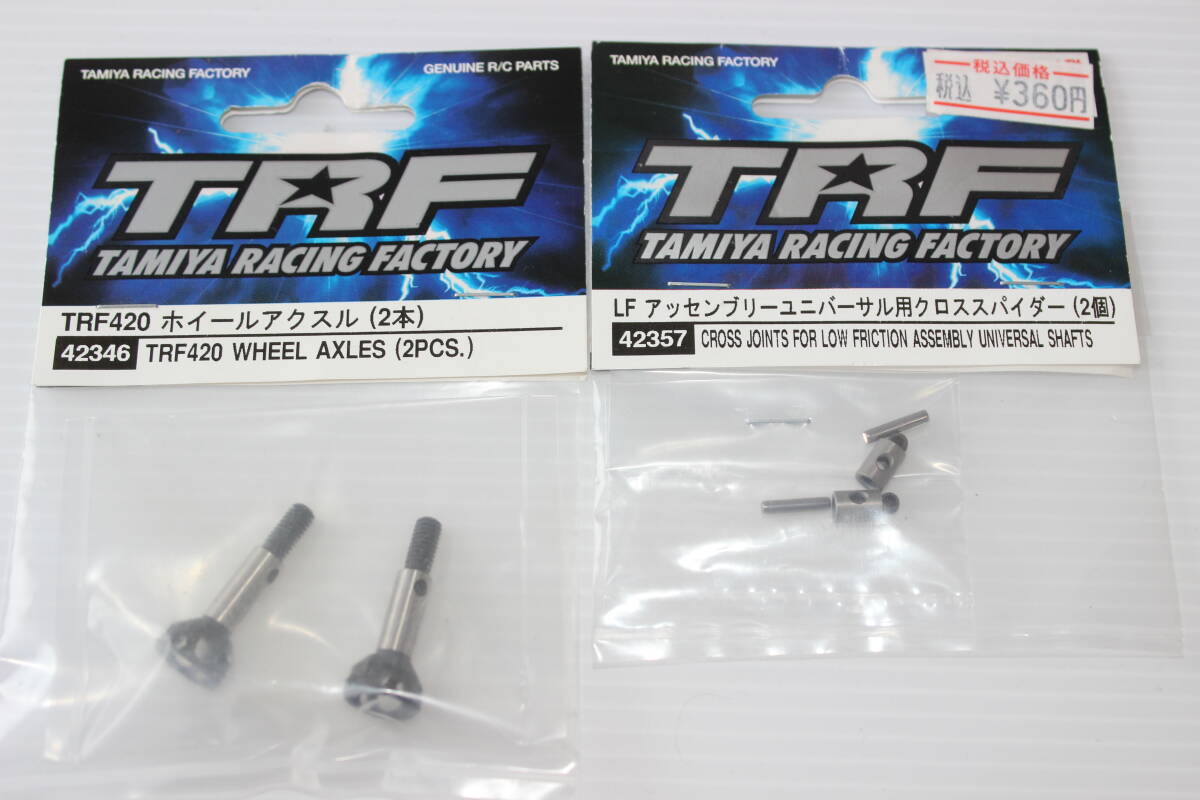 TAMIYA RACING FACTORY
GENUINE R/C PARTS
TRF
TAMIYA RACING FACTORY
TRF420 ホイールアクスル (2本)
42346 TRF420 WHEEL AXLES (2PCS.)
TAMIYA RACING FACTORY
税込価格
税込 ¥360円
TRF
TAMIYA RACING FACTORY
LF アッセンブリーユニバーサル用クロススパイダー (2個)
42357 CROSS JOINTS FOR LOW FRICTION ASSEMBLY UNIVERSAL SHAFTS